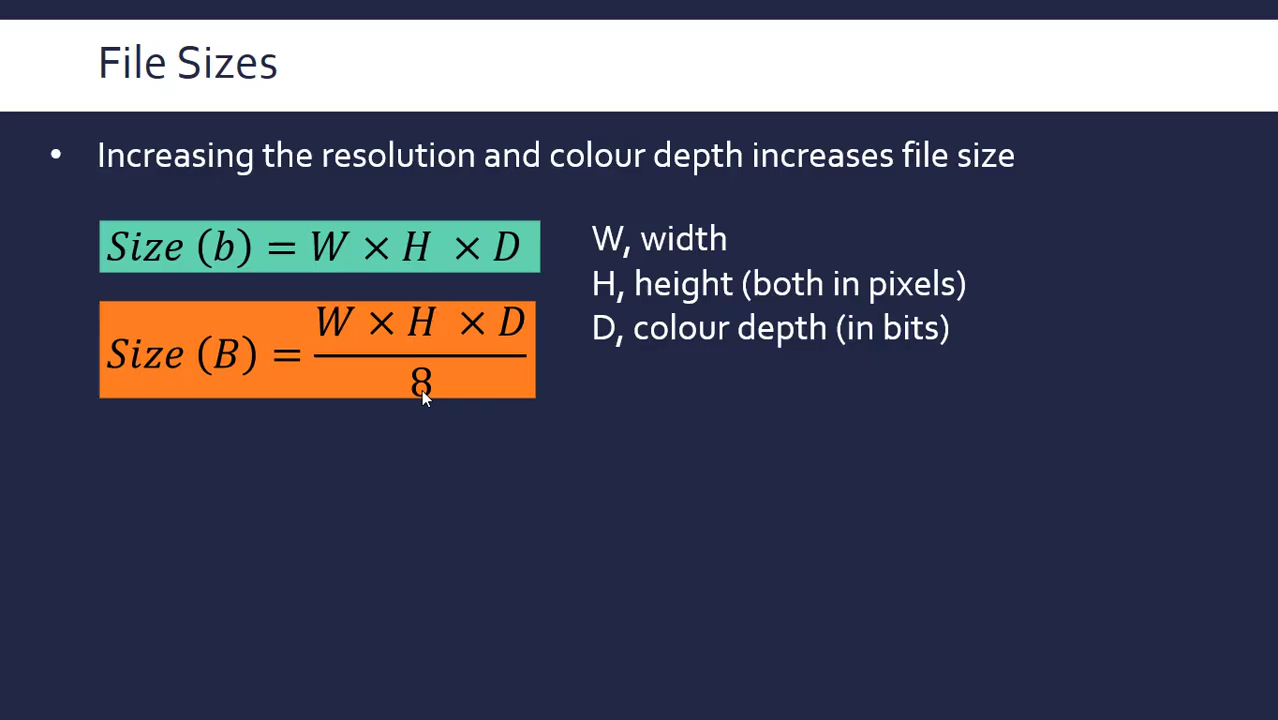 File Sizes
• Increasing the resolution and colour depth increases file size
Size (b) = W × H × D
W, width
H, height (both in pixels)
D, colour depth (in bits)
Size (B) = W × H × D / 8